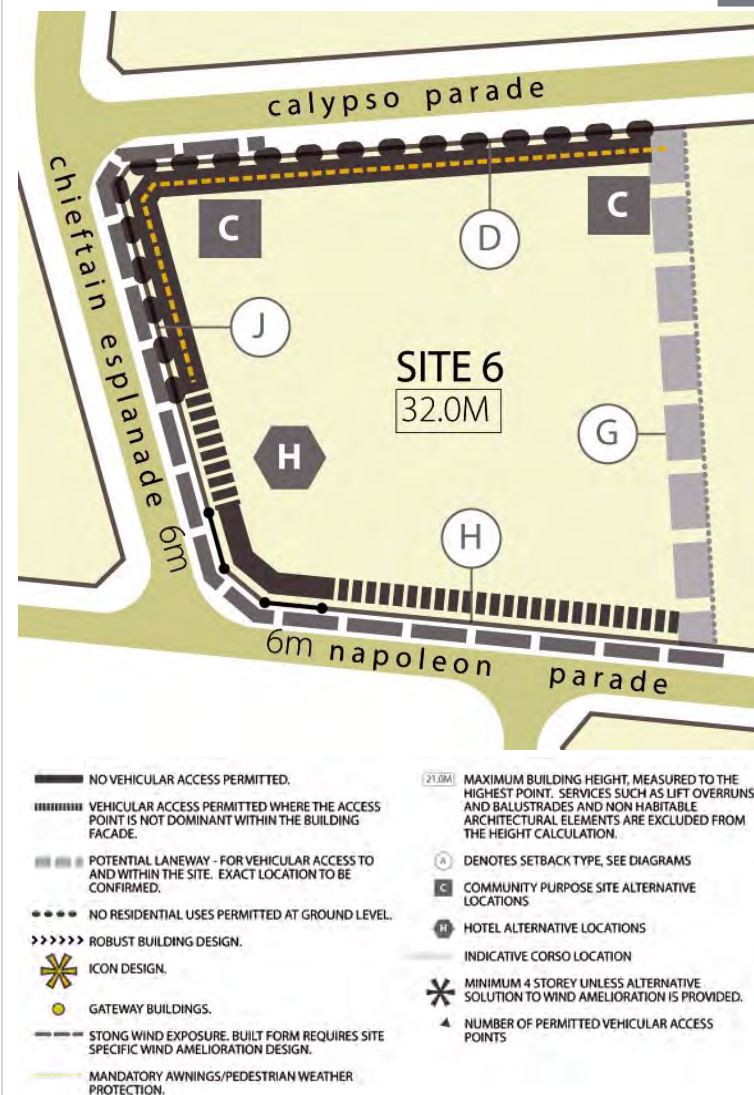 calypso parade
chieftain esplanade
C
C
D
J
SITE 6
32.0M
G
H
H
6m
6m napoleon parade
NO VEHICULAR ACCESS PERMITTED.
VEHICULAR ACCESS PERMITTED WHERE THE ACCESS
POINT IS NOT DOMINANT WITHIN THE BUILDING
FACADE.
POTENTIAL LANEWAY - FOR VEHICULAR ACCESS TO
AND WITHIN THE SITE. EXACT LOCATION TO BE
CONFIRMED.
NO RESIDENTIAL USES PERMITTED AT GROUND LEVEL.
ROBUST BUILDING DESIGN.
ICON DESIGN.
GATEWAY BUILDINGS.
STONG WIND EXPOSURE. BUILT FORM REQUIRES SITE
SPECIFIC WIND AMELIORATION DESIGN.
MANDATORY AWNINGS/PEDESTRIAN WEATHER
PROTECTION.
21.0M MAXIMUM BUILDING HEIGHT, MEASURED TO THE
HIGHEST POINT. SERVICES SUCH AS LIFT OVERRUNS
AND BALUSTRADES AND NON HABITABLE
ARCHITECTURAL ELEMENTS ARE EXCLUDED FROM
THE HEIGHT CALCULATION.
A DENOTES SETBACK TYPE, SEE DIAGRAMS
C COMMUNITY PURPOSE SITE ALTERNATIVE
LOCATIONS
H HOTEL ALTERNATIVE LOCATIONS
INDICATIVE CORSO LOCATION
MINIMUM 4 STOREY UNLESS ALTERNATIVE
SOLUTION TO WIND AMELIORATION IS PROVIDED.
NUMBER OF PERMITTED VEHICULAR ACCESS
POINTS